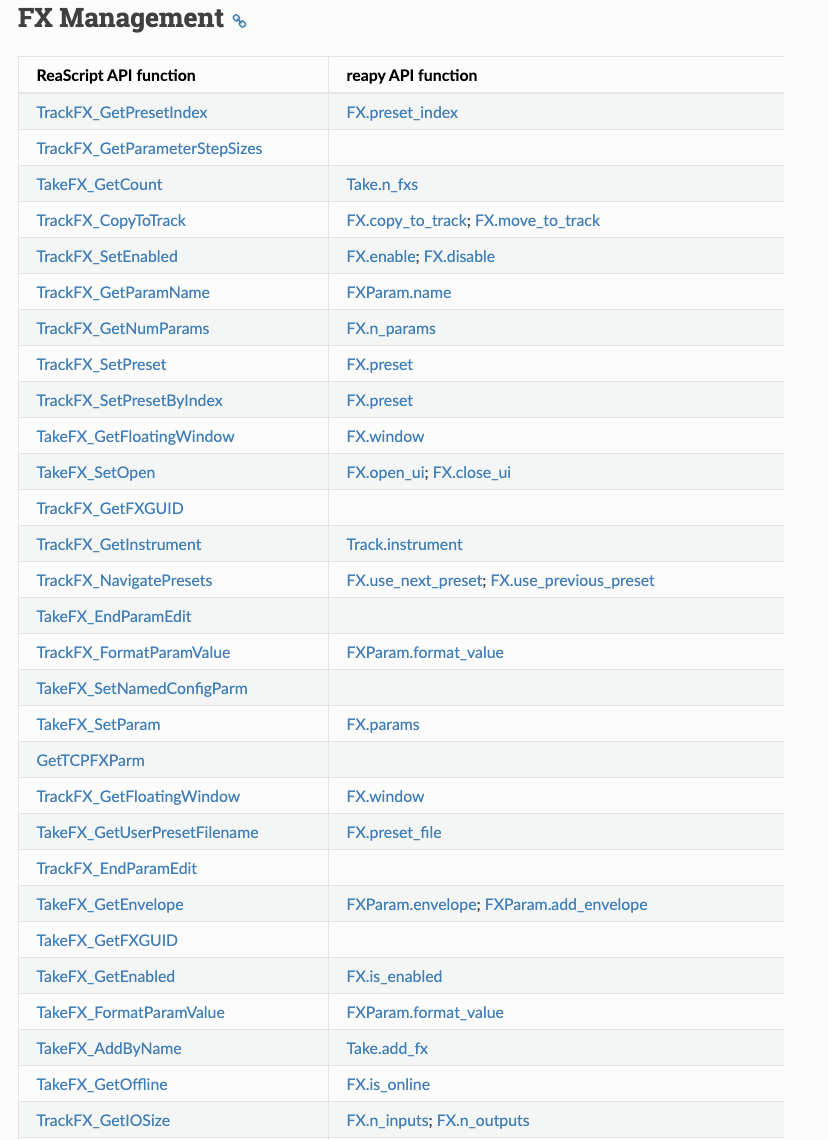 FX Management
ReaScript API function reapy API function
TrackFX_GetPresetIndex FX.preset_index
TrackFX_GetParameterStepSizes
TakeFX_GetCount Take.n_fxs
TrackFX_CopyToTrack FX.copy_to_track; FX.move_to_track
TrackFX_SetEnabled FX.enable; FX.disable
TrackFX_GetParamName FXParam.name
TrackFX_GetNumParams FX.n_params
TrackFX_SetPreset FX.preset
TrackFX_SetPresetByIndex FX.preset
TakeFX_GetFloatingWindow FX.window
TakeFX_SetOpen FX.open_ui; FX.close_ui
TrackFX_GetFXGUID
TrackFX_GetInstrument Track.instrument
TrackFX_NavigatePresets FX.use_next_preset; FX.use_previous_preset
TakeFX_EndParamEdit
TrackFX_FormatParamValue FXParam.format_value
TakeFX_SetNamedConfigParm
TakeFX_SetParam FX.params
GetTCPFXParm
TrackFX_GetFloatingWindow FX.window
TakeFX_GetUserPresetFilename FX.preset_file
TrackFX_EndParamEdit
TakeFX_GetEnvelope FXParam.envelope; FXParam.add_envelope
TakeFX_GetFXGUID
TakeFX_GetEnabled FX.is_enabled
TakeFX_FormatParamValue FXParam.format_value
TakeFX_AddByName Take.add_fx
TakeFX_GetOffline FX.is_online
TrackFX_GetIOSize FX.n_inputs; FX.n_outputs